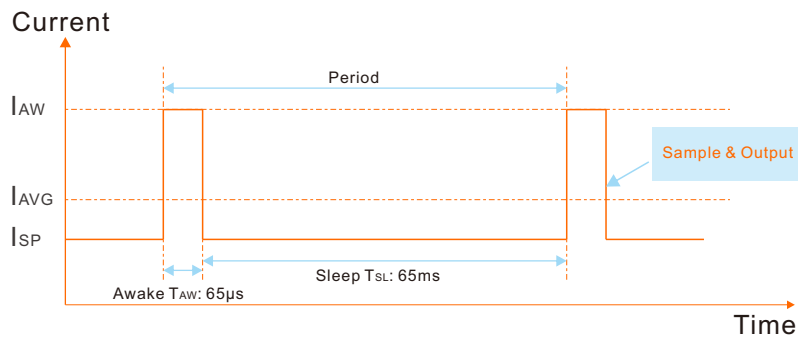 Current
Period
IAW
Sample & Output
IAVG
ISP
Sleep TSL: 65ms
Awake TAW: 65μs
Time